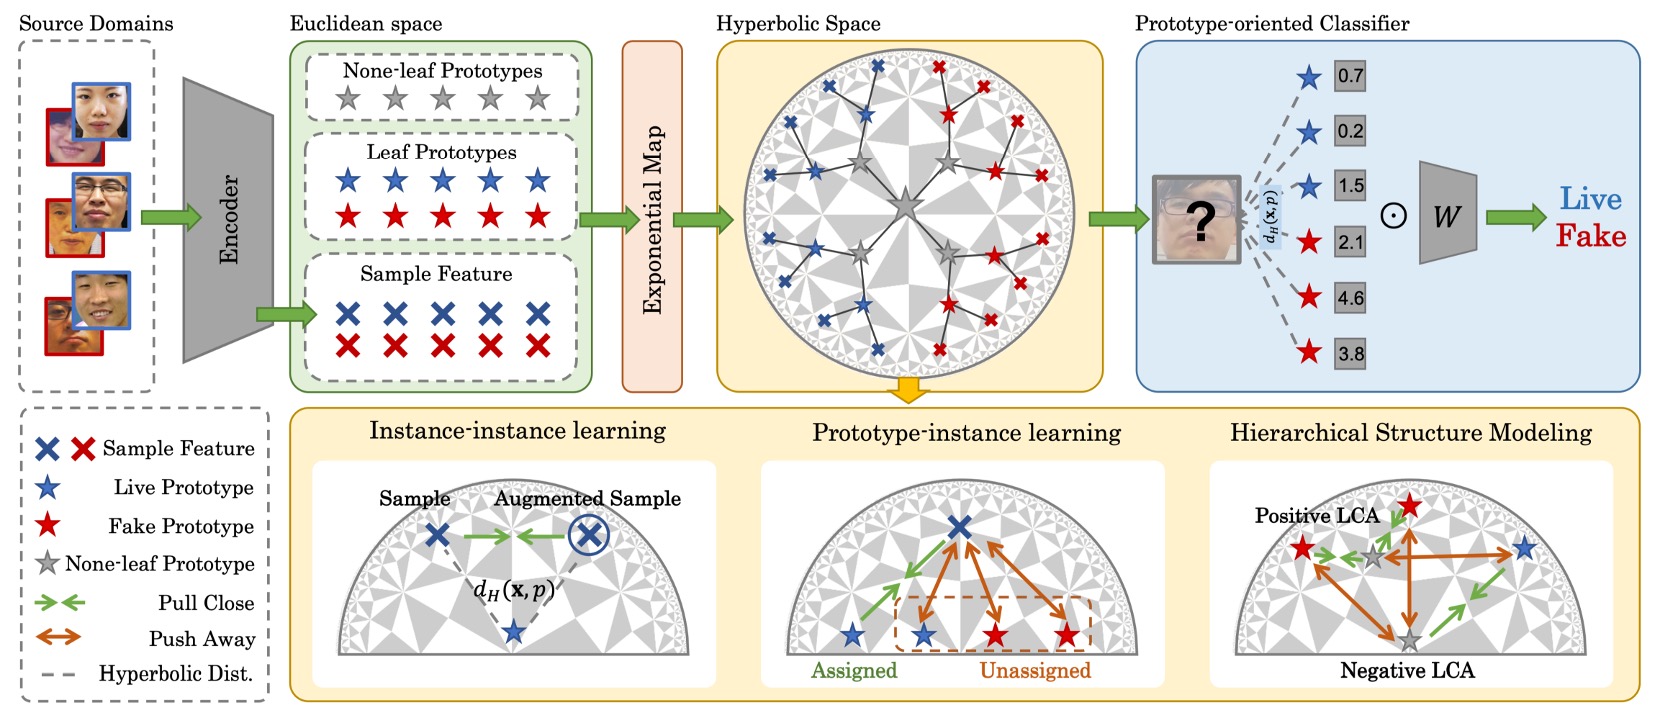 Source Domains
Euclidean space
Hyperbolic Space
Prototype-oriented Classifier
None-leaf Prototypes
Leaf Prototypes
Sample Feature
Encoder
Exponential Map
?
d_H(x, p)
0.7
0.2
1.5
2.1
4.6
3.8
⊙
W
Live
Fake
Sample Feature
Live Prototype
Fake Prototype
None-leaf Prototype
Pull Close
Push Away
Hyperbolic Dist.
Instance-instance learning
Sample
Augmented Sample
d_H(x, p)
Prototype-instance learning
Assigned
Unassigned
Hierarchical Structure Modeling
Positive LCA
Negative LCA